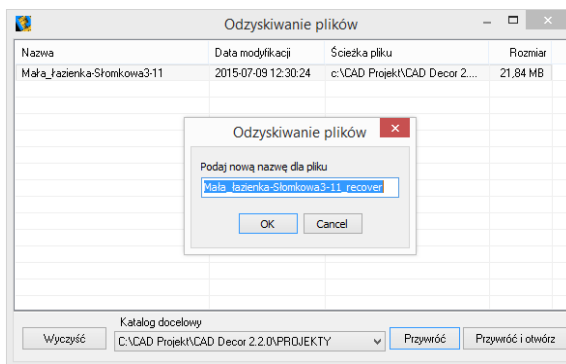 Odzyskiwanie plików
Nazwa Data modyfikacji Ścieżka pliku Rozmiar
Mała_łazienka-Słomkowa3-11 2015-07-09 12:30:24 c:\CAD Projekt\CAD Decor 2.... 21,84 MB
Odzyskiwanie plików
Podaj nową nazwę dla pliku
Mała_łazienka-Słomkowa3-11_recover
OK Cancel
Katalog docelowy
Wyczyść C:\CAD Projekt\CAD Decor 2.2.0\PROJEKTY Przywróć Przywróć i otwórz